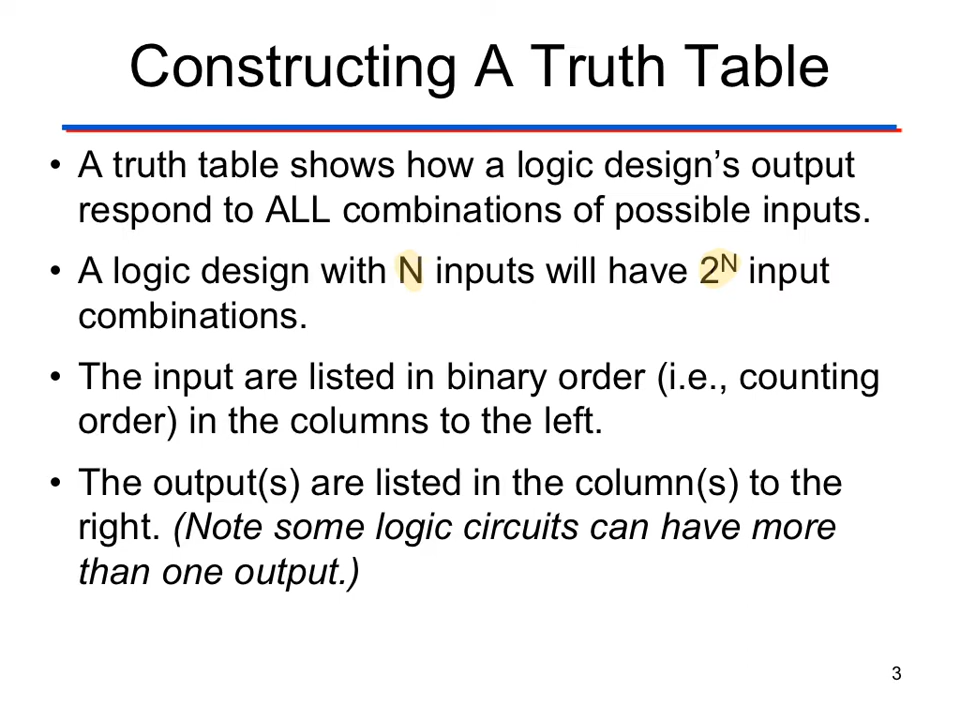 Constructing A Truth Table
• A truth table shows how a logic design’s output
respond to ALL combinations of possible inputs.
• A logic design with N inputs will have 2ᴺ input
combinations.
• The input are listed in binary order (i.e., counting
order) in the columns to the left.
• The output(s) are listed in the column(s) to the
right. (Note some logic circuits can have more
than one output.)
3